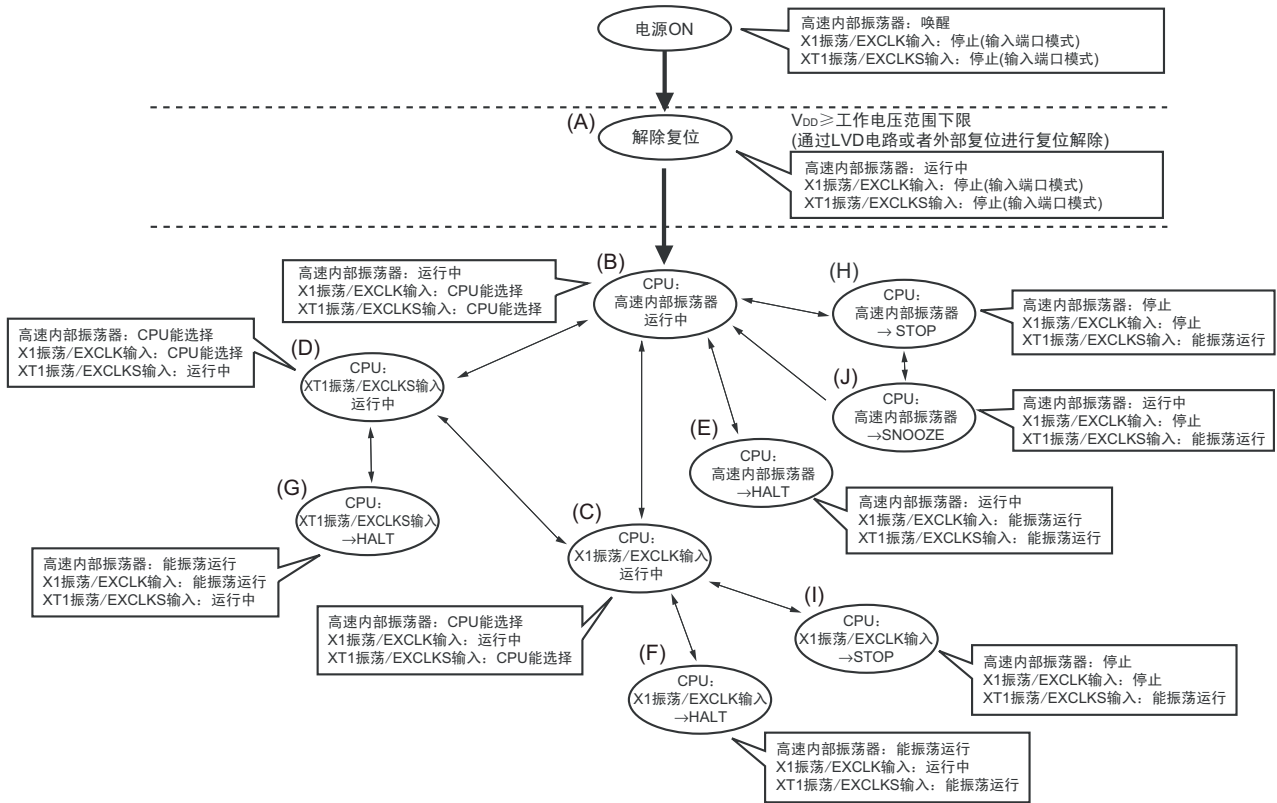 电源ON
高速内部振荡器：唤醒
X1振荡/EXCLK输入：停止(输入端口模式)
XT1振荡/EXCLKS输入：停止(输入端口模式)
(A)
解除复位
VDD≥工作电压范围下限
(通过LVD电路或者外部复位进行复位解除)
高速内部振荡器：运行中
X1振荡/EXCLK输入：停止(输入端口模式)
XT1振荡/EXCLKS输入：停止(输入端口模式)
(B)
CPU：
高速内部振荡器
运行中
高速内部振荡器：运行中
X1振荡/EXCLK输入：CPU能选择
XT1振荡/EXCLKS输入：CPU能选择
(H)
CPU：
高速内部振荡器
→STOP
高速内部振荡器：停止
X1振荡/EXCLK输入：停止
XT1振荡/EXCLKS输入：能振荡运行
高速内部振荡器：CPU能选择
X1振荡/EXCLK输入：CPU能选择
XT1振荡/EXCLKS输入：运行中
(D)
CPU：
XT1振荡/EXCLKS输入
运行中
(J)
CPU：
高速内部振荡器
→SNOOZE
高速内部振荡器：运行中
X1振荡/EXCLK输入：停止
XT1振荡/EXCLKS输入：能振荡运行
(E)
CPU：
高速内部振荡器
→HALT
高速内部振荡器：运行中
X1振荡/EXCLK输入：能振荡运行
XT1振荡/EXCLKS输入：能振荡运行
(G)
CPU：
XT1振荡/EXCLKS输入
→HALT
高速内部振荡器：能振荡运行
X1振荡/EXCLK输入：能振荡运行
XT1振荡/EXCLKS输入：运行中
(C)
CPU：
X1振荡/EXCLK输入
运行中
高速内部振荡器：CPU能选择
X1振荡/EXCLK输入：运行中
XT1振荡/EXCLKS输入：CPU能选择
(I)
CPU：
X1振荡/EXCLK输入
→STOP
高速内部振荡器：停止
X1振荡/EXCLK输入：停止
XT1振荡/EXCLKS输入：能振荡运行
(F)
CPU：
X1振荡/EXCLK输入
→HALT
高速内部振荡器：能振荡运行
X1振荡/EXCLK输入：运行中
XT1振荡/EXCLKS输入：能振荡运行